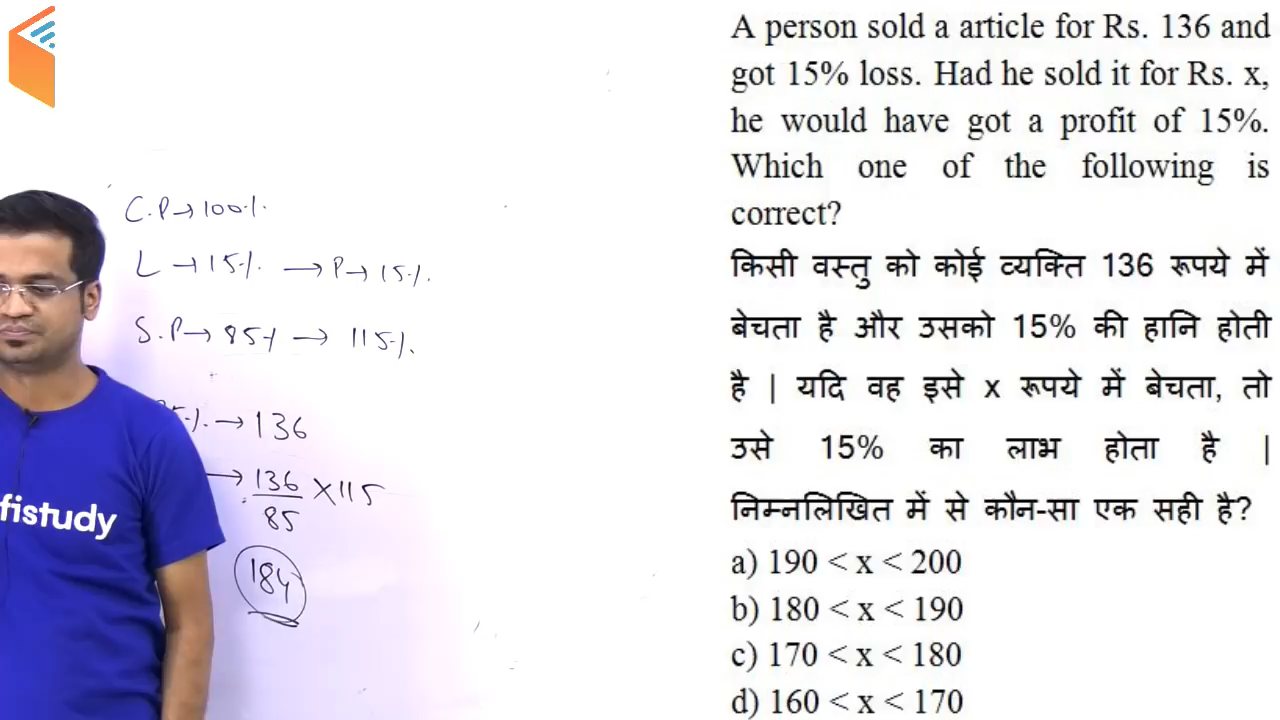 C.P → 100%.
L → 15%. → P → 15%.
S.P → 85% → 115%.
5%. → 136
→ 136 × 115
85
184
fistudy
A person sold a article for Rs. 136 and
got 15% loss. Had he sold it for Rs. x,
he would have got a profit of 15%.
Which one of the following is
correct?
किसी वस्तु को कोई व्यक्ति 136 रूपये में
बेचता है और उसको 15% की हानि होती
है | यदि वह इसे x रूपये में बेचता, तो
उसे 15% का लाभ होता है |
निम्नलिखित में से कौन-सा एक सही है?
a) 190 < x < 200
b) 180 < x < 190
c) 170 < x < 180
d) 160 < x < 170